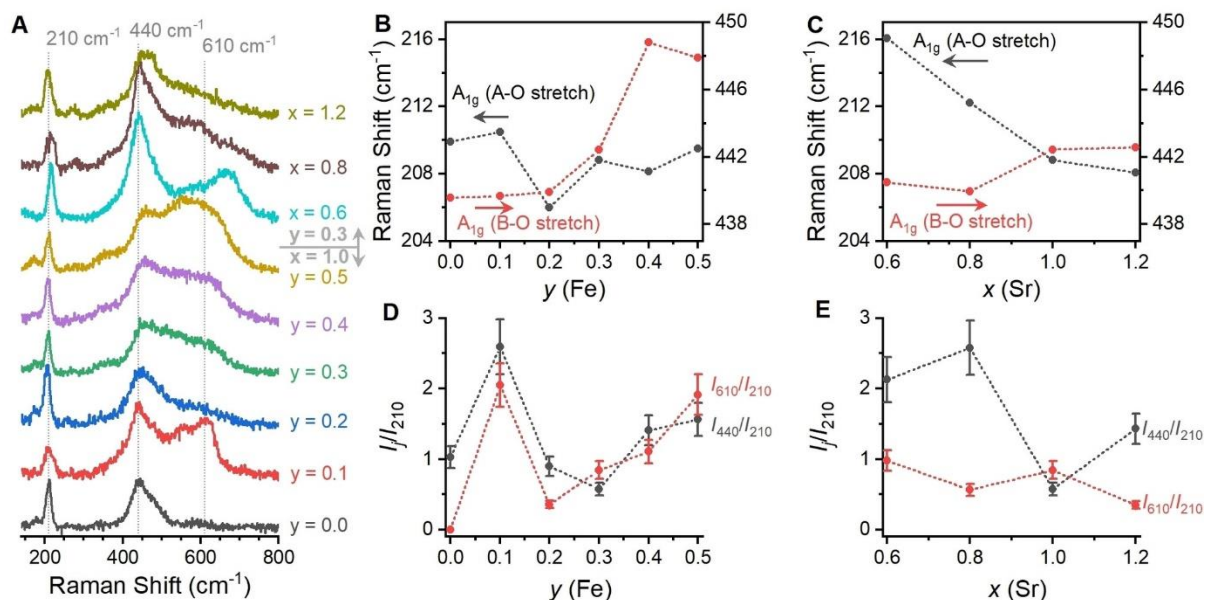 A
210 cm⁻¹
440 cm⁻¹
610 cm⁻¹
x = 1.2
x = 0.8
x = 0.6
y = 0.3
x = 1.0
y = 0.5
y = 0.4
y = 0.3
y = 0.2
y = 0.1
y = 0.0
200 400 600 800
Raman Shift (cm⁻¹)
B
Raman Shift (cm⁻¹)
216
212
208
204
450
448
446
444
442
440
438
A₁g (A-O stretch)
A₁g (B-O stretch)
0.0 0.1 0.2 0.3 0.4 0.5
y (Fe)
C
Raman Shift (cm⁻¹)
216
212
208
204
450
448
446
444
442
440
438
A₁g (A-O stretch)
A₁g (B-O stretch)
0.6 0.8 1.0 1.2
x (Sr)
D
Iⱼ/I₂₁₀
3
2
1
0
I₆₁₀/I₂₁₀
I₄₄₀/I₂₁₀
0.0 0.1 0.2 0.3 0.4 0.5
y (Fe)
E
Iⱼ/I₂₁₀
3
2
1
0
I₄₄₀/I₂₁₀
I₆₁₀/I₂₁₀
0.6 0.8 1.0 1.2
x (Sr)